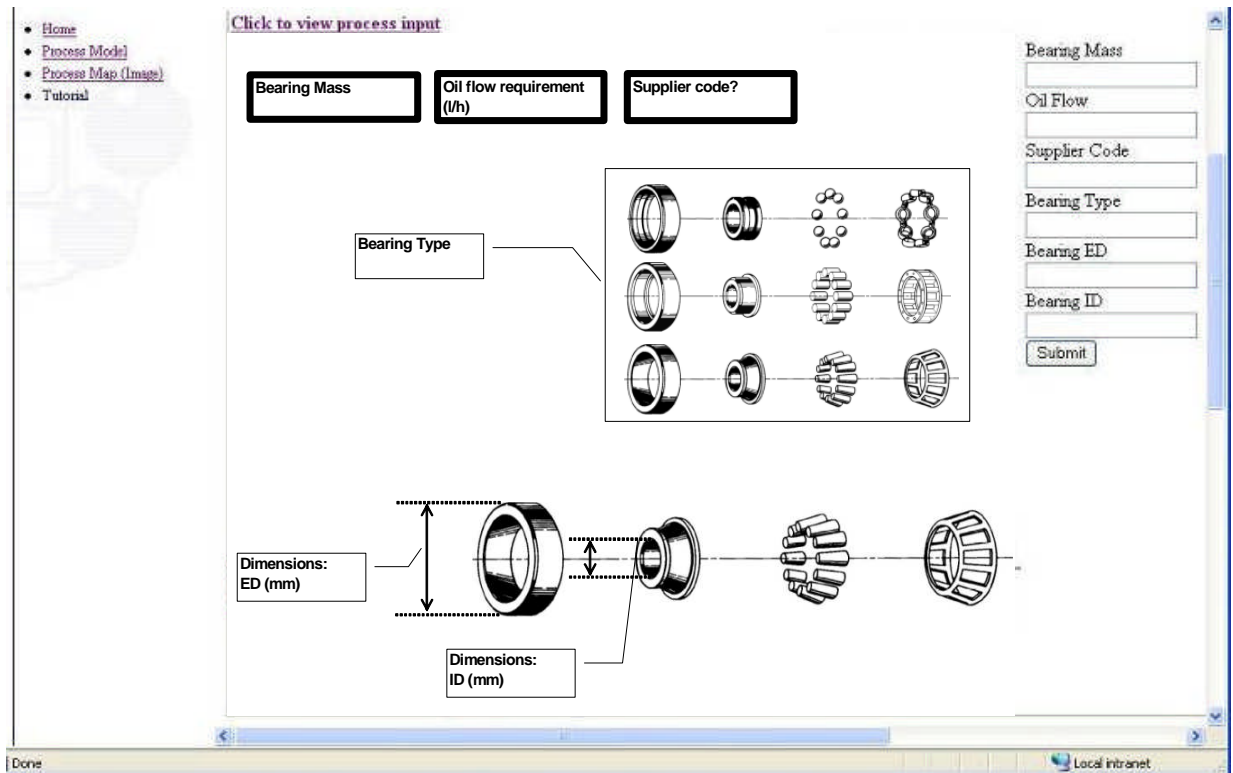 Home
Process Model
Process Map (Image)
Tutorial
Click to view process input
Bearing Mass
Oil flow requirement
(l/h)
Supplier code?
Bearing Type
Dimensions:
ED (mm)
Dimensions:
ID (mm)
Bearing Mass
Oil Flow
Supplier Code
Bearing Type
Bearing ED
Bearing ID
Submit
Done
Local intranet